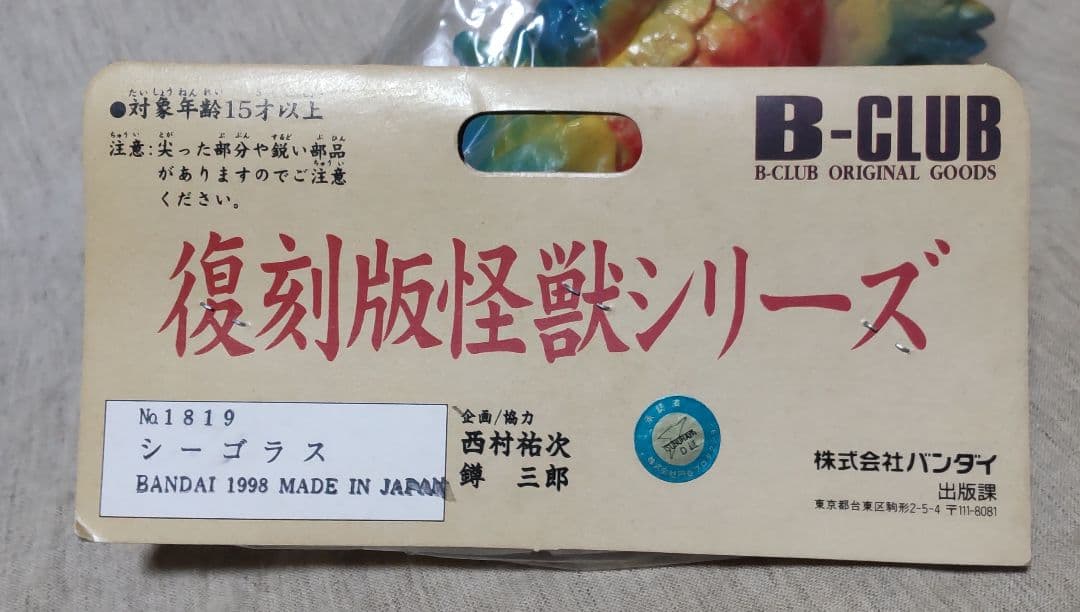 ●対象年齢15才以上
注意:尖った部分や鋭い部品
がありますのでご注意
ください。
B-CLUB
B-CLUB ORIGINAL GOODS
復刻版怪獣シリーズ
No.1819
シーゴラス
BANDAI 1998 MADE IN JAPAN
企画/協力
西村祐次
鐏 三郎
株式会社バンダイ
出版課
東京都台東区駒形2-5-4 〒111-8081